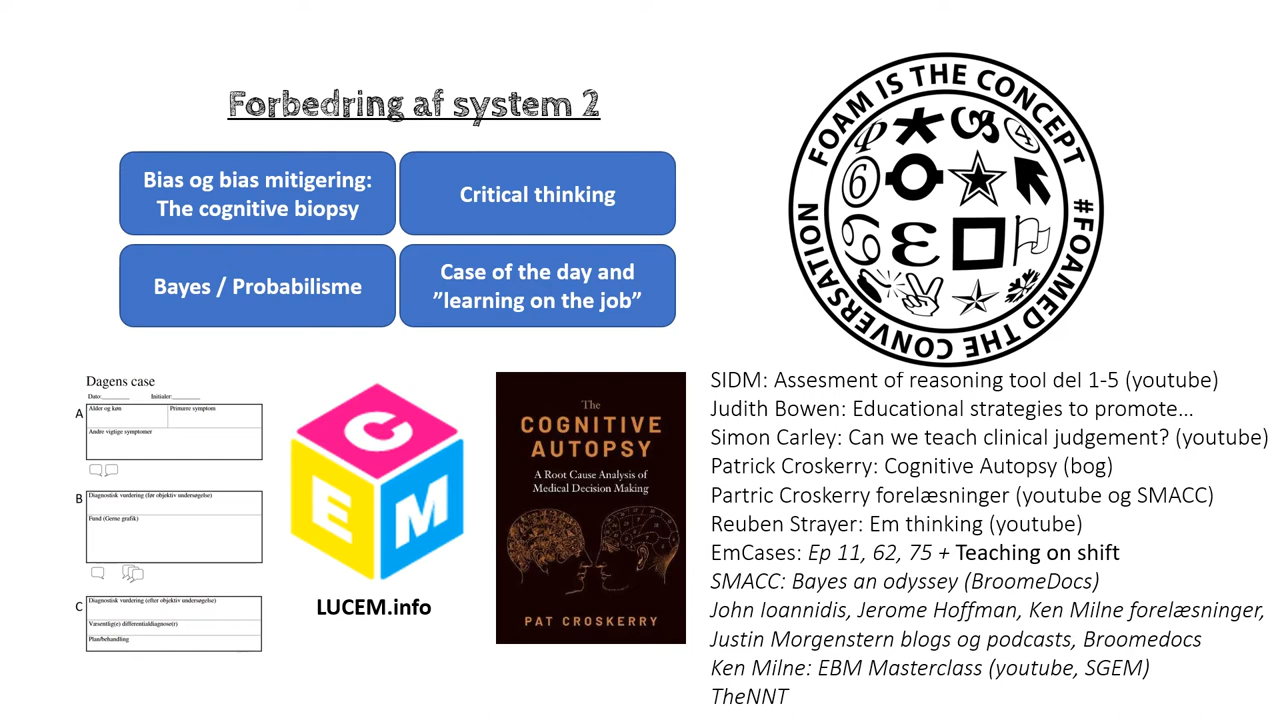 Forbedring af system 2
Bias og bias mitigering:
The cognitive biopsy
Critical thinking
Bayes / Probabilisme
Case of the day and
”learning on the job”
FOAM IS THE CONCEPT
#FOAMED THE CONVERSATION
Dagens case
Dato:________ Initialer:________
A
Alder og køn
Primære symptom
Andre vigtige symptomer
B
Diagnostisk vurdering (før objektiv undersøgelse)
Fund (Gerne grafik)
C
Diagnostisk vurdering (efter objektiv undersøgelse)
Væsentlig(e) differentialdiagnose(r)
Plan/behandling
C
E
M
LUCEM.info
The
COGNITIVE
AUTOPSY
A Root Cause Analysis of
Medical Decision Making
PAT CROSKERRY
SIDM: Assesment of reasoning tool del 1-5 (youtube)
Judith Bowen: Educational strategies to promote…
Simon Carley: Can we teach clinical judgement? (youtube)
Patrick Croskerry: Cognitive Autopsy (bog)
Partric Croskerry forelæsninger (youtube og SMACC)
Reuben Strayer: Em thinking (youtube)
EmCases: Ep 11, 62, 75 + Teaching on shift
SMACC: Bayes an odyssey (BroomeDocs)
John Ioannidis, Jerome Hoffman, Ken Milne forelæsninger,
Justin Morgenstern blogs og podcasts, Broomedocs
Ken Milne: EBM Masterclass (youtube, SGEM)
TheNNT